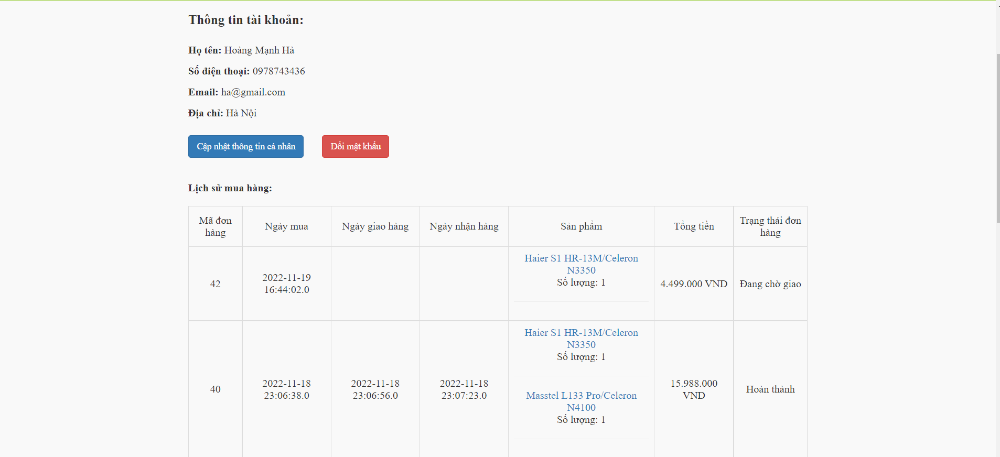 Thông tin tài khoản:
Họ tên: Hoàng Mạnh Hà
Số điện thoại: 0978743436
Email: ha@gmail.com
Địa chỉ: Hà Nội
Cập nhật thông tin cá nhân
Đổi mật khẩu
Lịch sử mua hàng:
Mã đơn
hàng
Ngày mua
Ngày giao hàng
Ngày nhận hàng
Sản phẩm
Tổng tiền
Trạng thái đơn
hàng
42
2022-11-19
16:44:02.0
Haier S1 HR-13M/Celeron
N3350
Số lượng: 1
4.499.000 VND
Đang chờ giao
40
2022-11-18
23:06:38.0
2022-11-18
23:06:56.0
2022-11-18
23:07:23.0
Haier S1 HR-13M/Celeron
N3350
Số lượng: 1
Masstel L133 Pro/Celeron
N4100
Số lượng: 1
15.988.000
VND
Hoàn thành